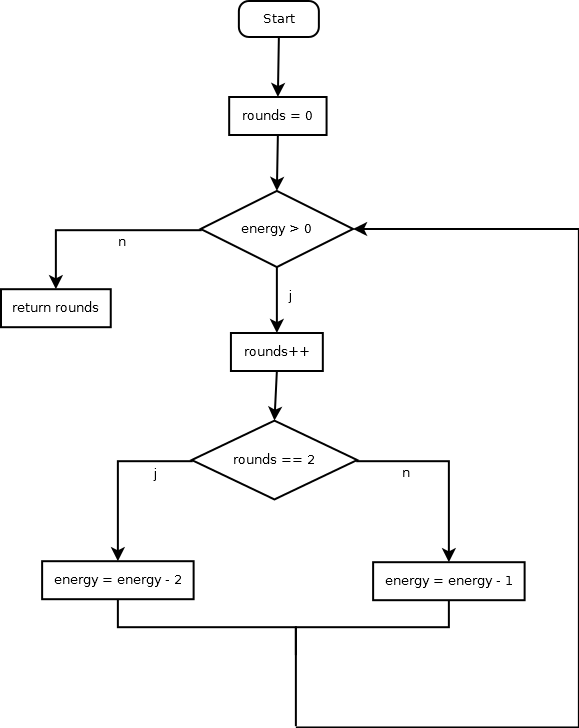 Start
rounds = 0
energy > 0
n
return rounds
j
rounds++
rounds == 2
j
n
energy = energy - 2
energy = energy - 1